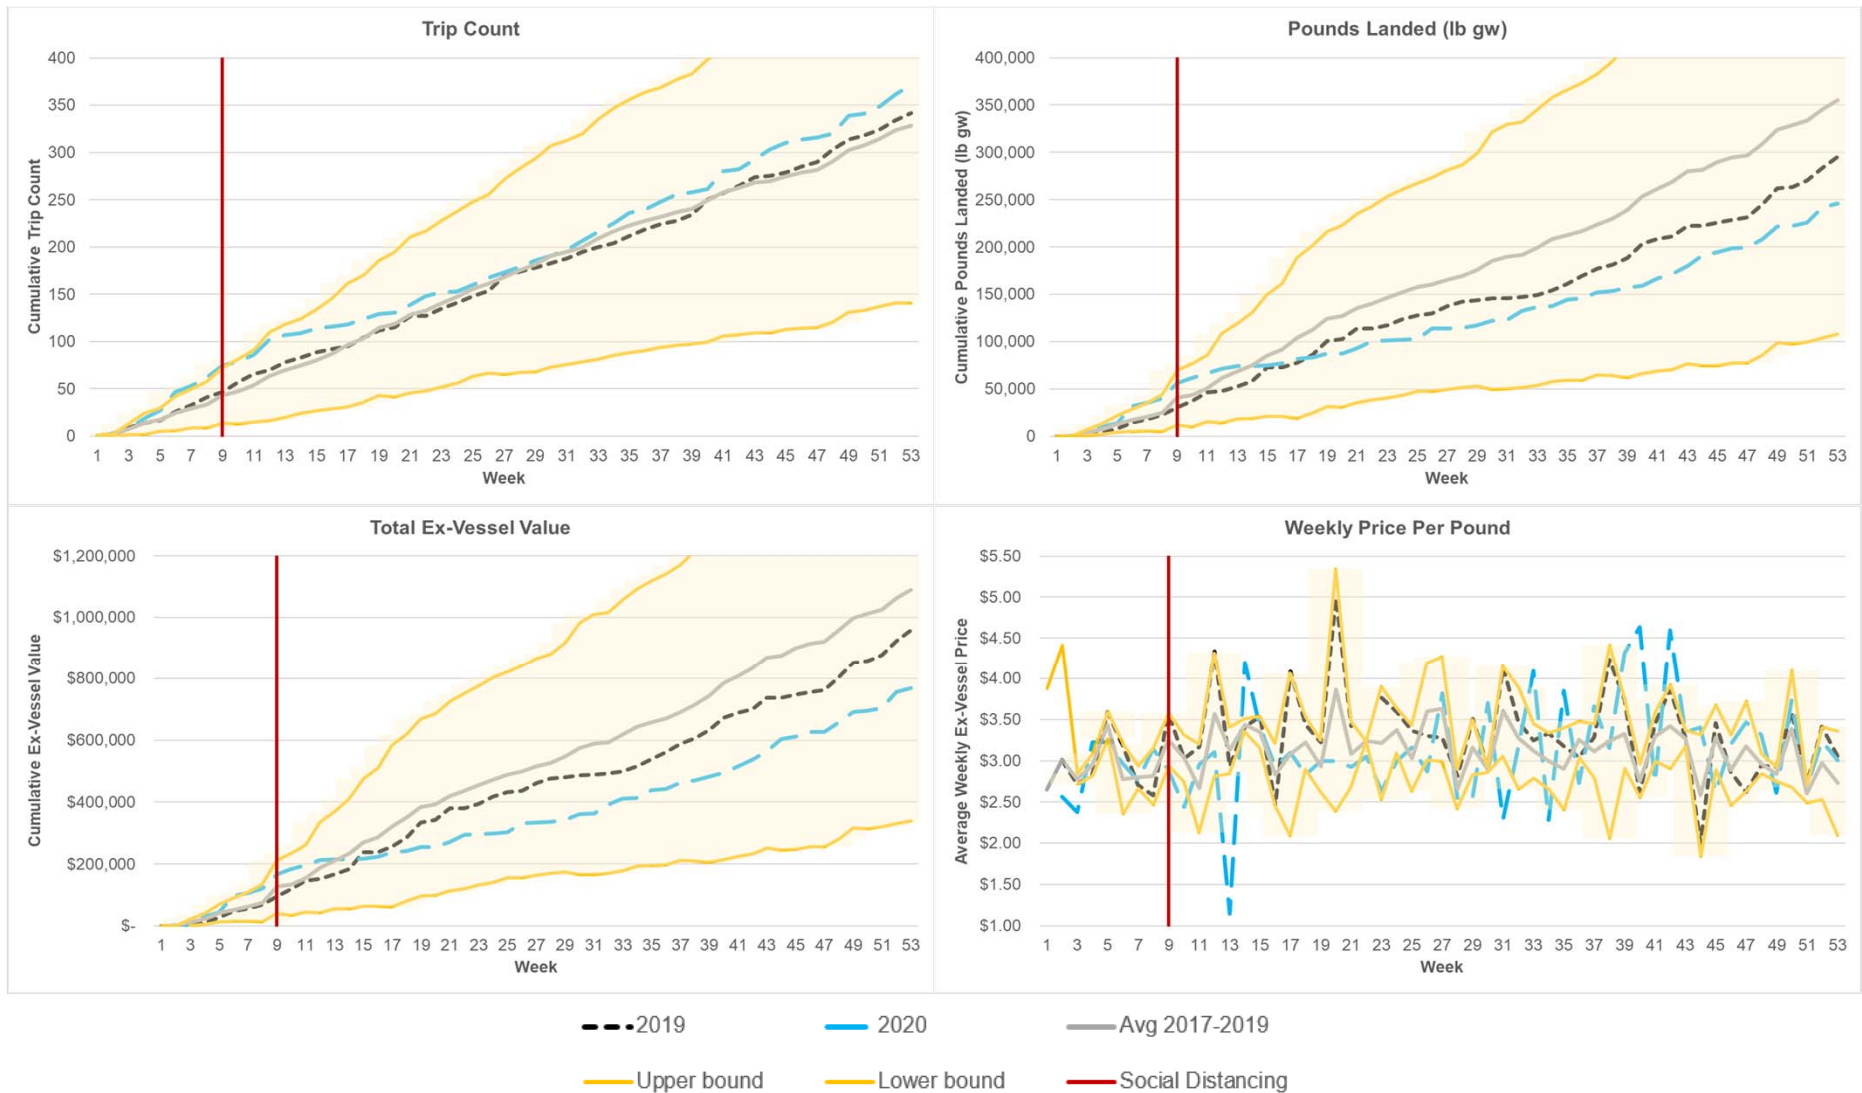 Trip Count
Cumulative Trip Count
400
350
300
250
200
150
100
50
0
1 3 5 7 9 11 13 15 17 19 21 23 25 27 29 31 33 35 37 39 41 43 45 47 49 51 53
Week
Pounds Landed (lb gw)
Cumulative Pounds Landed (lb gw)
400,000
350,000
300,000
250,000
200,000
150,000
100,000
50,000
0
1 3 5 7 9 11 13 15 17 19 21 23 25 27 29 31 33 35 37 39 41 43 45 47 49 51 53
Week
Total Ex-Vessel Value
Cumulative Ex-Vessel Value
$1,200,000
$1,000,000
$800,000
$600,000
$400,000
$200,000
$-
1 3 5 7 9 11 13 15 17 19 21 23 25 27 29 31 33 35 37 39 41 43 45 47 49 51 53
Week
Weekly Price Per Pound
Average Weekly Ex-Vessel Price
$5.50
$5.00
$4.50
$4.00
$3.50
$3.00
$2.50
$2.00
$1.50
$1.00
1 3 5 7 9 11 13 15 17 19 21 23 25 27 29 31 33 35 37 39 41 43 45 47 49 51 53
Week
2019 2020 Avg 2017-2019
Upper bound Lower bound Social Distancing